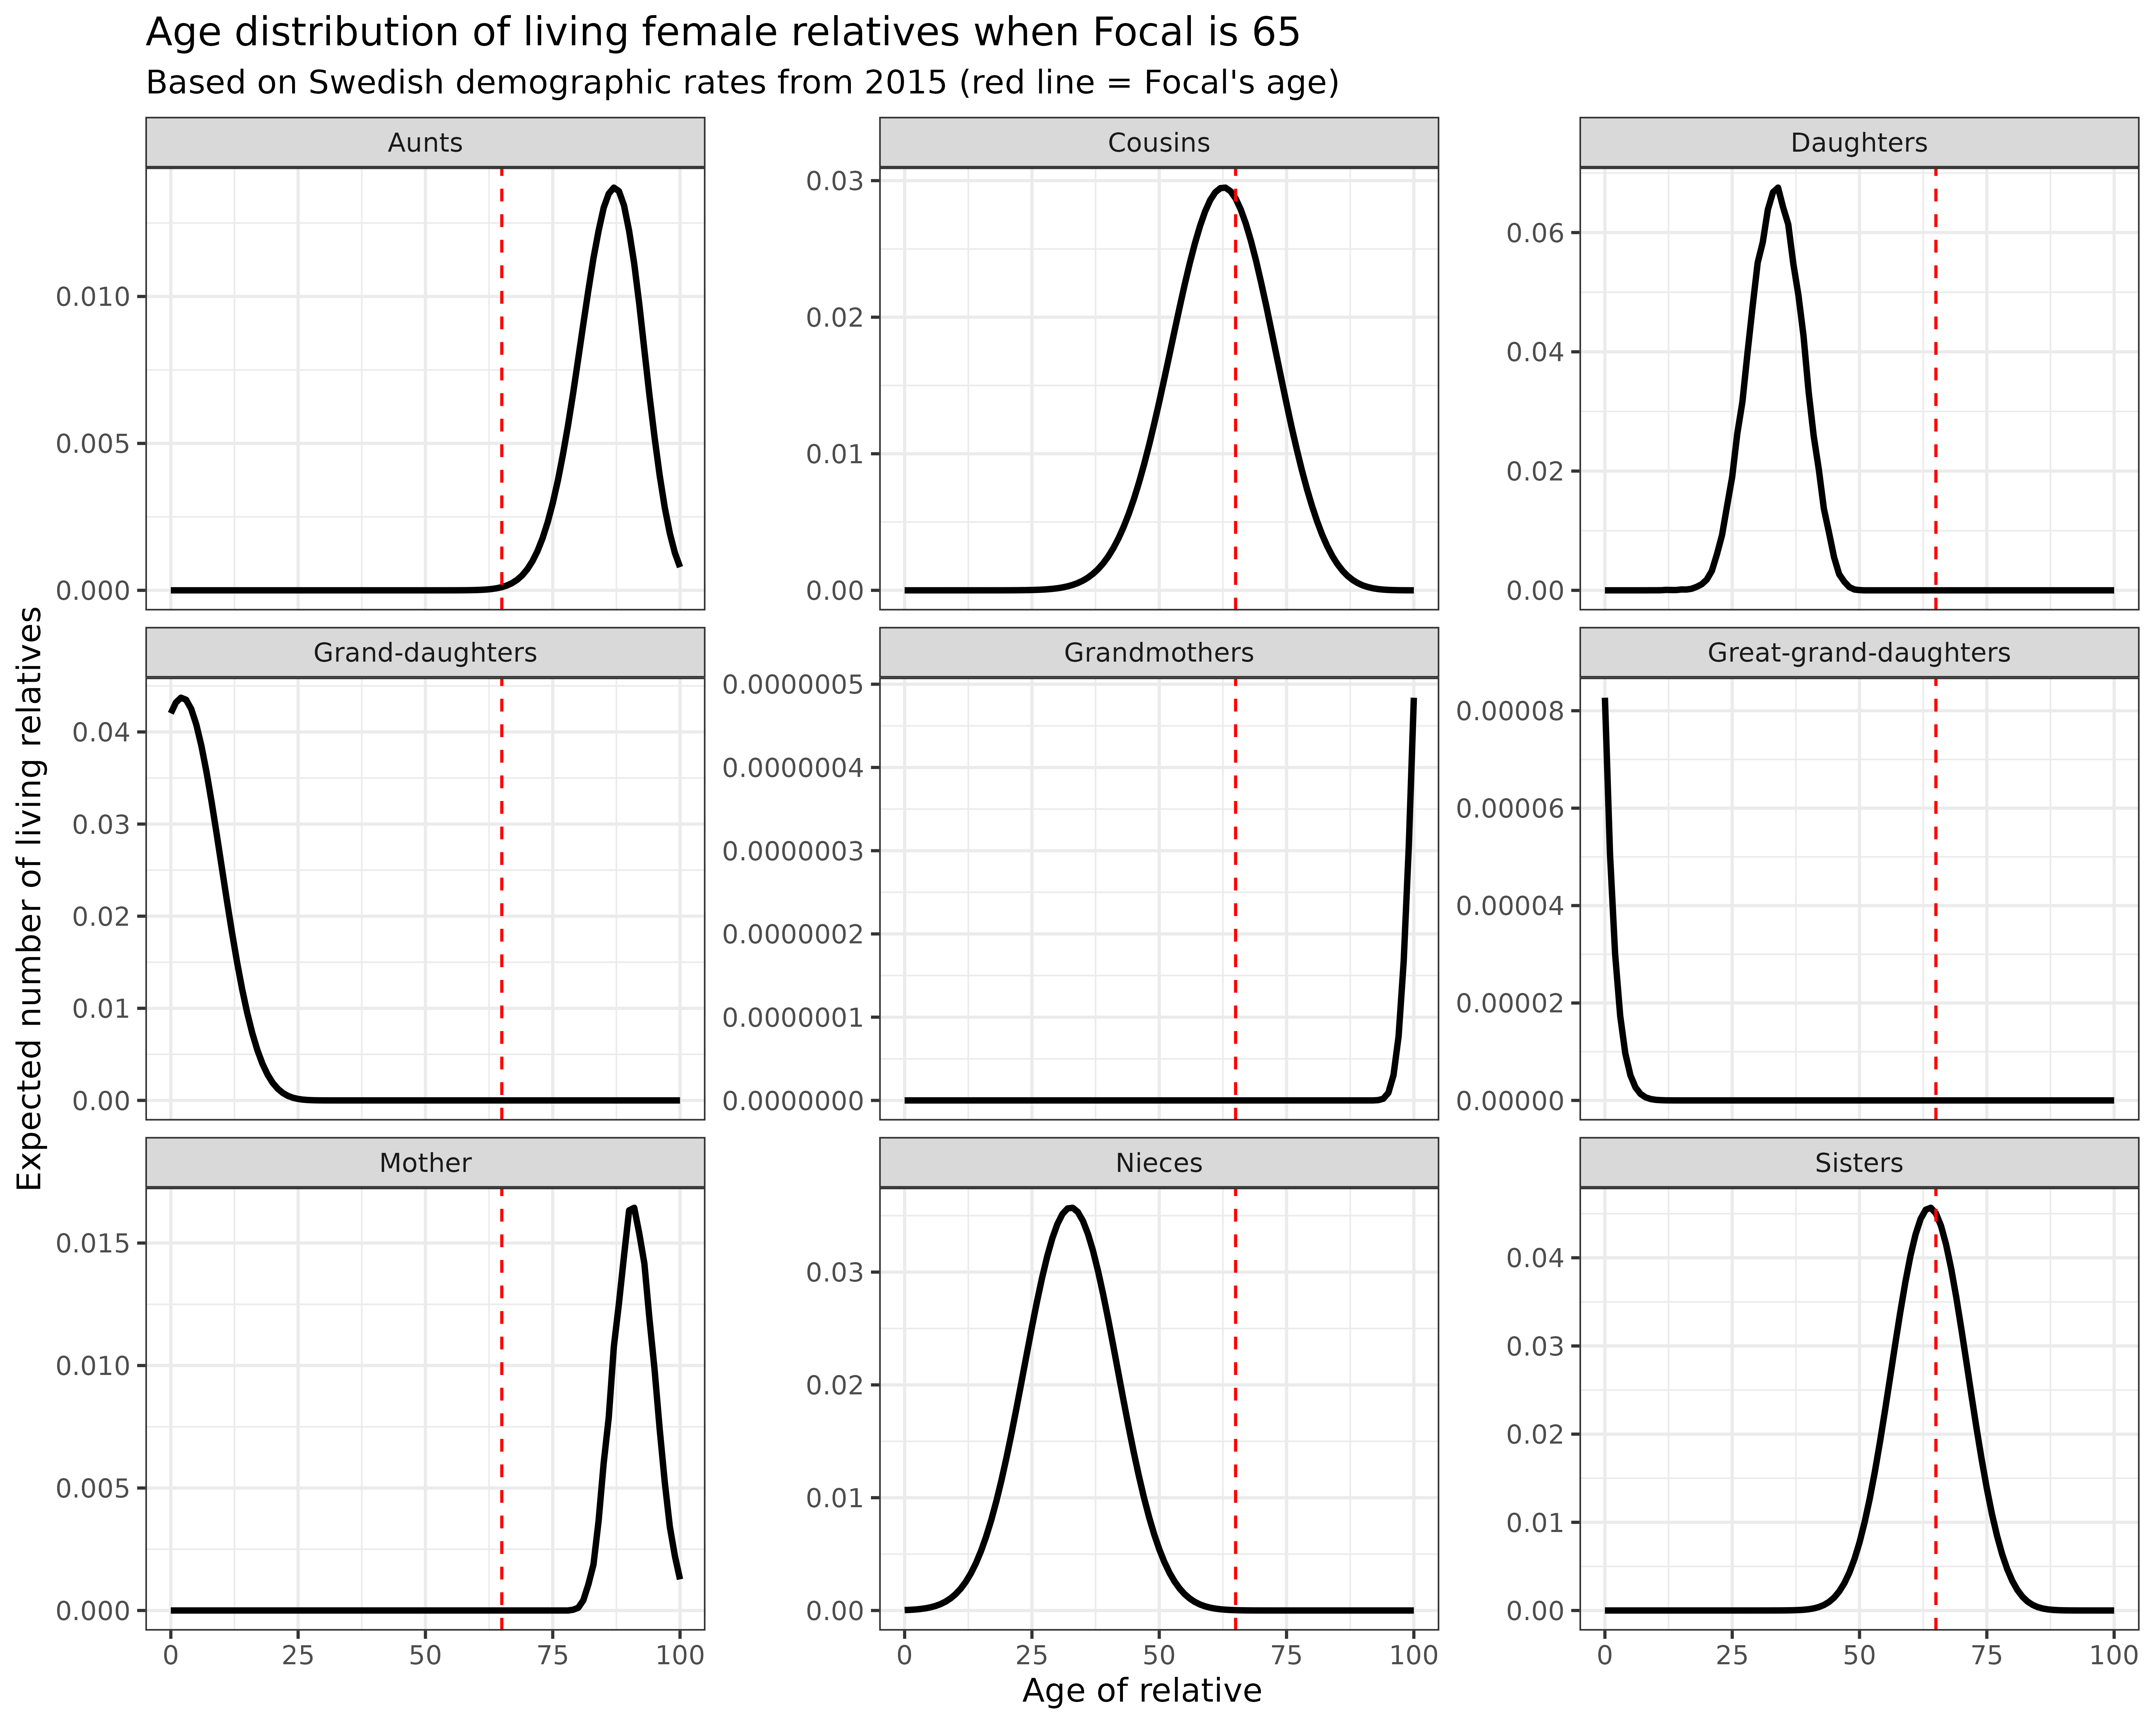 Age distribution of living female relatives when Focal is 65
Based on Swedish demographic rates from 2015 (red line = Focal's age)
Expected number of living relatives
Aunts
0.010
0.005
0.000
Cousins
0.03
0.02
0.01
0.00
Daughters
0.06
0.04
0.02
0.00
Grand-daughters
0.04
0.03
0.02
0.01
0.00
Grandmothers
0.0000005
0.0000004
0.0000003
0.0000002
0.0000001
0.0000000
Great-grand-daughters
0.00008
0.00006
0.00004
0.00002
0.00000
Mother
0.015
0.010
0.005
0.000
0 25 50 75 100
Nieces
0.03
0.02
0.01
0.00
0 25 50 75 100
Sisters
0.04
0.03
0.02
0.01
0.00
0 25 50 75 100
Age of relative